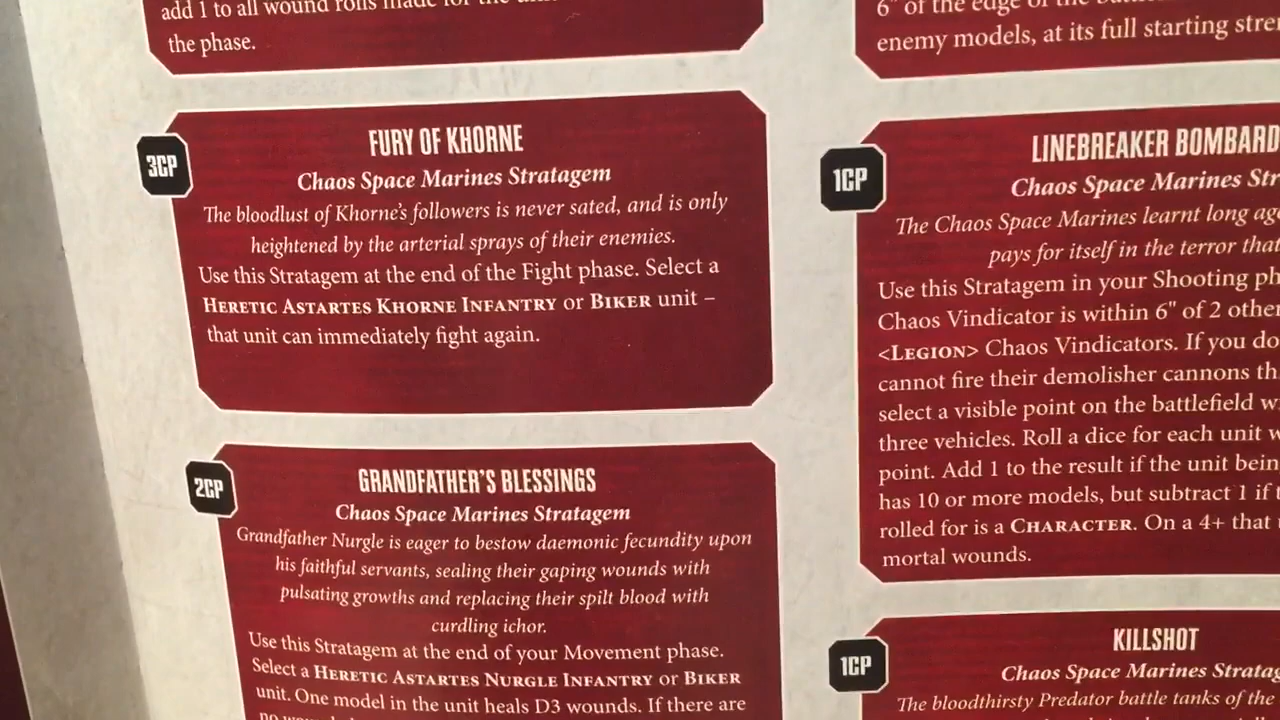 add 1 to all wound rolls made for the
the phase.
3CP
FURY OF KHORNE
Chaos Space Marines Stratagem
The bloodlust of Khorne's followers is never sated, and is only
heightened by the arterial sprays of their enemies.
Use this Stratagem at the end of the Fight phase. Select a
HERETIC ASTARTES KHORNE INFANTRY or BIKER unit –
that unit can immediately fight again.
2CP
GRANDFATHER'S BLESSINGS
Chaos Space Marines Stratagem
Grandfather Nurgle is eager to bestow daemonic fecundity upon
his faithful servants, sealing their gaping wounds with
pulsating growths and replacing their spilt blood with
curdling ichor.
Use this Stratagem at the end of your Movement phase.
Select a HERETIC ASTARTES NURGLE INFANTRY or BIKER
unit. One model in the unit heals D3 wounds. If there are
6" of the edge of the
enemy models, at its full starting
1CP
LINEBREAKER BOMBARD
Chaos Space Marines Str
The Chaos Space Marines learnt long ag
pays for itself in the terror that
Use this Stratagem in your Shooting ph
Chaos Vindicator is within 6" of 2 othe
<LEGION> Chaos Vindicators. If you do
cannot fire their demolisher cannons th
select a visible point on the battlefield w
three vehicles. Roll a dice for each unit w
point. Add 1 to the result if the unit bein
has 10 or more models, but subtract 1 if t
rolled for is a CHARACTER. On a 4+ that
mortal wounds.
1CP
KILLSHOT
Chaos Space Marines Stratag
The bloodthirsty Predator battle tanks of the